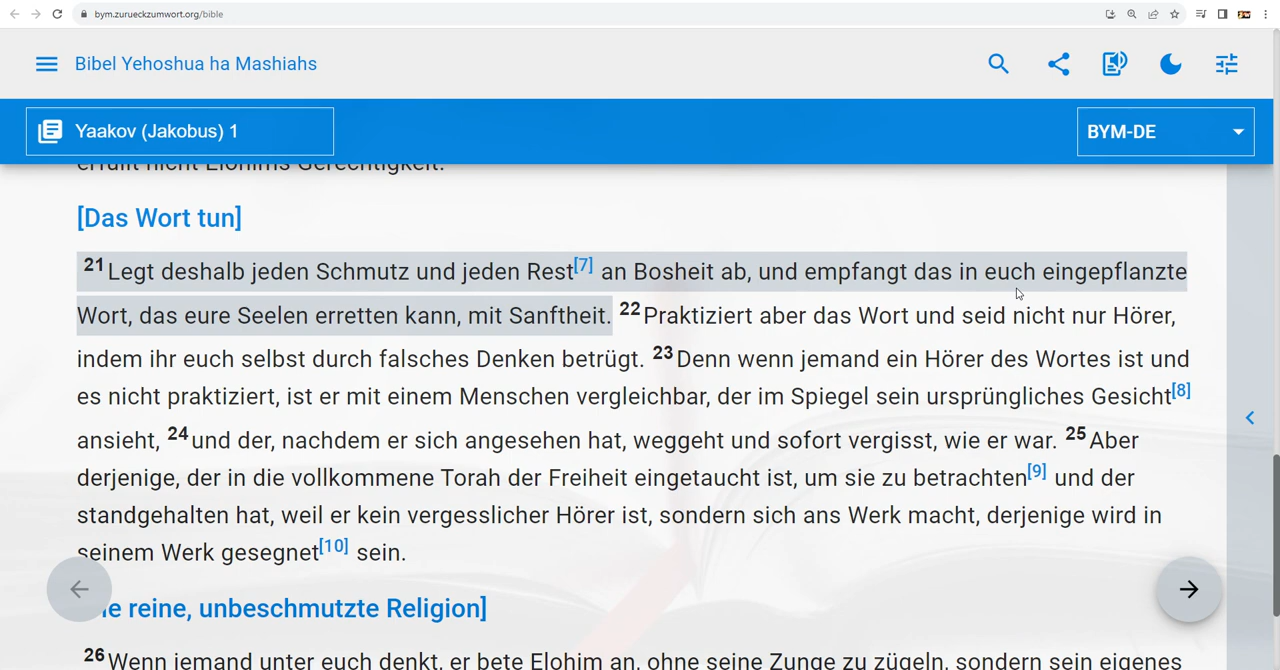 bym.zurueckzumwort.org/bible
Bibel Yehoshua ha Mashiahs
Yaakov (Jakobus) 1
BYM-DE
erfüllt nicht Elohims Gerechtigkeit.
[Das Wort tun]
21 Legt deshalb jeden Schmutz und jeden Rest[7] an Bosheit ab, und empfangt das in euch eingepflanzte
Wort, das eure Seelen erretten kann, mit Sanftheit. 22 Praktiziert aber das Wort und seid nicht nur Hörer,
indem ihr euch selbst durch falsches Denken betrügt. 23 Denn wenn jemand ein Hörer des Wortes ist und
es nicht praktiziert, ist er mit einem Menschen vergleichbar, der im Spiegel sein ursprüngliches Gesicht[8]
ansieht, 24 und der, nachdem er sich angesehen hat, weggeht und sofort vergisst, wie er war. 25 Aber
derjenige, der in die vollkommene Torah der Freiheit eingetaucht ist, um sie zu betrachten[9] und der
standgehalten hat, weil er kein vergesslicher Hörer ist, sondern sich ans Werk macht, derjenige wird in
seinem Werk gesegnet[10] sein.
reine, unbeschmutzte Religion]
26 Wenn jemand unter euch denkt, er bete Elohim an, ohne seine Zunge zu zügeln, sondern sein eigenes